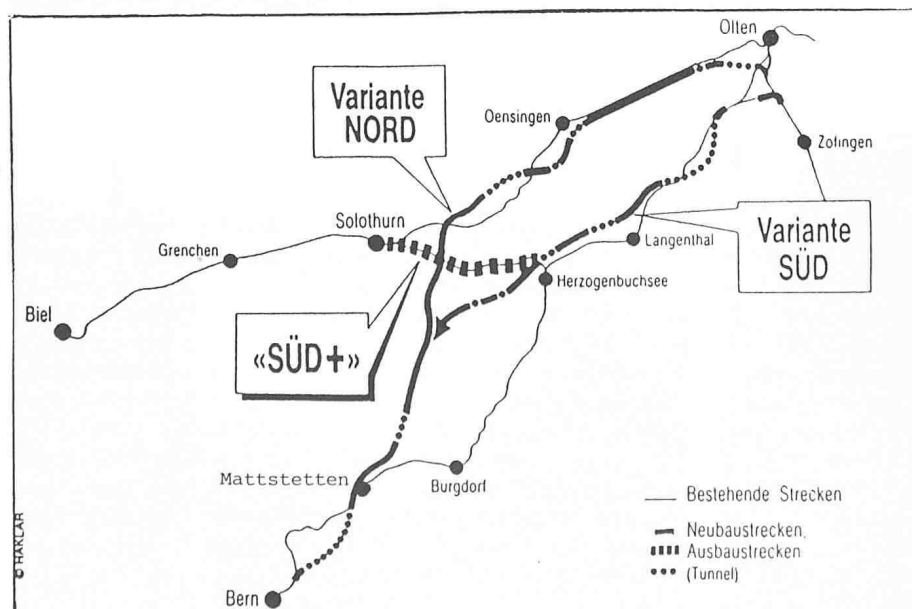 Olten
Variante
NORD
Oensingen
Zofingen
Solothurn
Grenchen
Langenthal
Variante
SÜD
Herzogenbuchsee
Biel
«SÜD+»
Mattstetten
Burgdorf
Bestehende Strecken
Neubaustrecken,
Ausbaustrecken
(Tunnel)
Bern
© HAKLAR